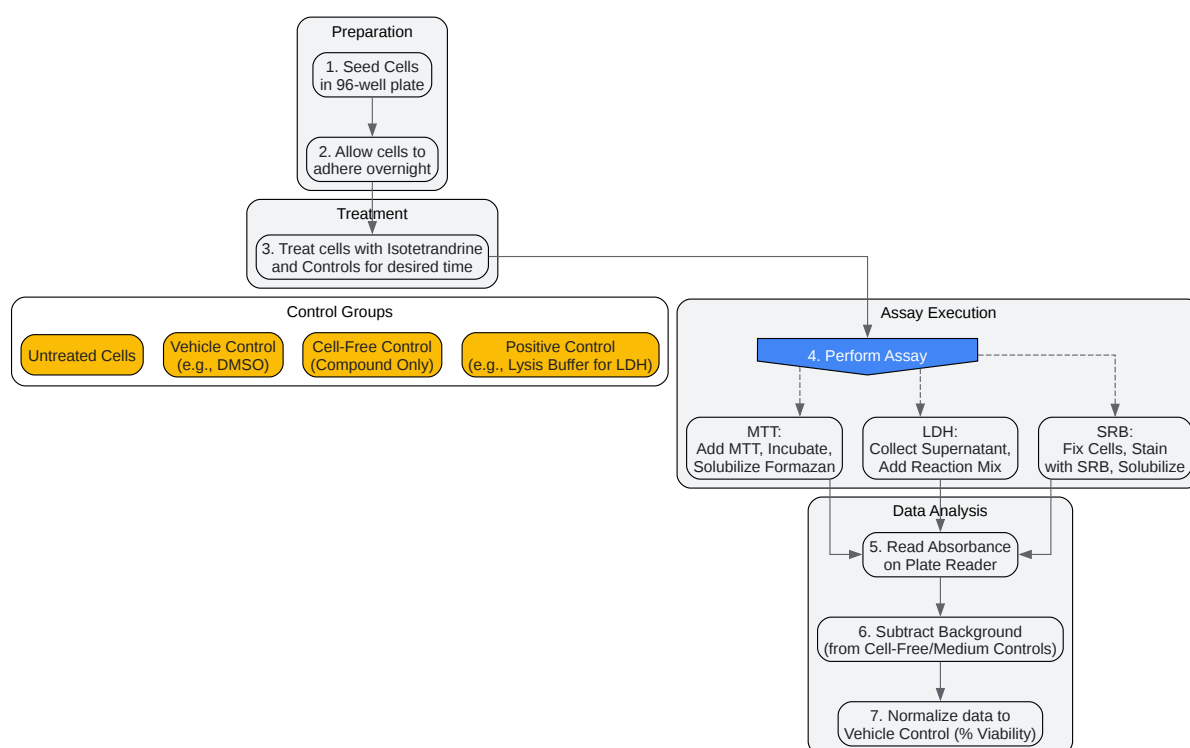 Preparation
1. Seed Cells
in 96-well plate
2. Allow cells to
adhere overnight
Treatment
3. Treat cells with Isotetrandrine
and Controls for desired time
Control Groups
Untreated Cells
Vehicle Control
(e.g., DMSO)
Cell-Free Control
(Compound Only)
Positive Control
(e.g., Lysis Buffer for LDH)
Assay Execution
4. Perform Assay
MTT:
Add MTT, Incubate,
Solubilize Formazan
LDH:
Collect Supernatant,
Add Reaction Mix
SRB:
Fix Cells, Stain
with SRB, Solubilize
Data Analysis
5. Read Absorbance
on Plate Reader
6. Subtract Background
(from Cell-Free/Medium Controls)
7. Normalize data to
Vehicle Control (% Viability)